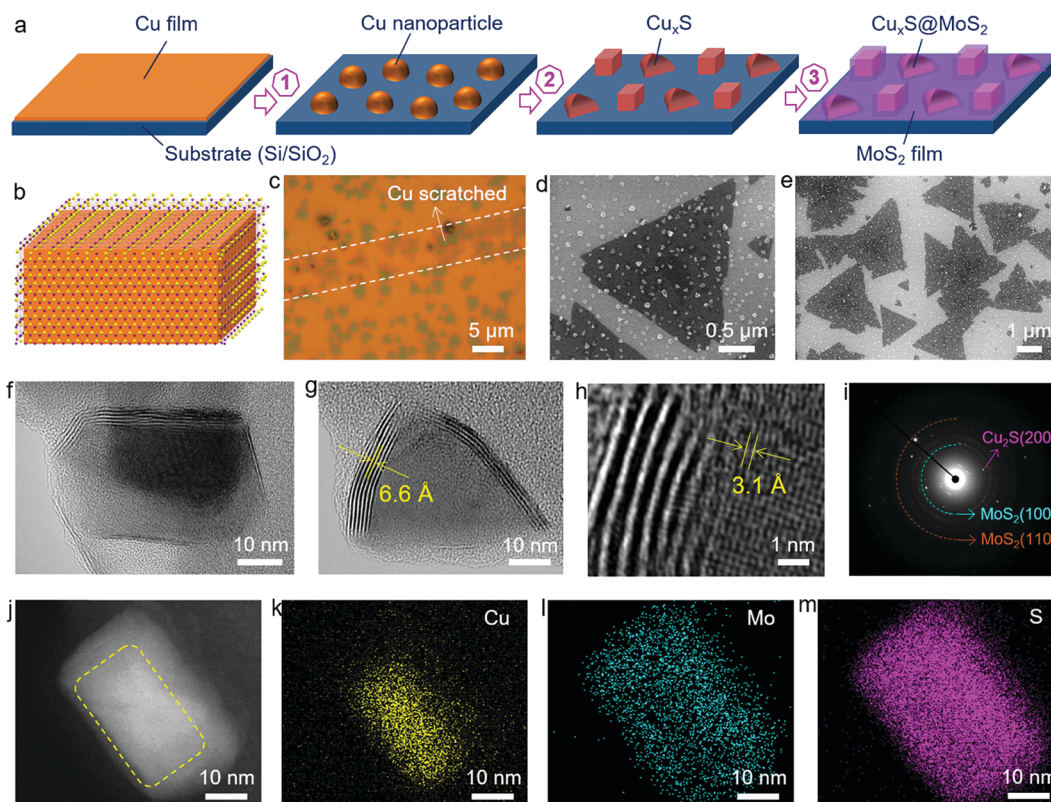 a
Cu film
Cu nanoparticle
CuₓS
CuₓS@MoS₂
1
2
3
Substrate (Si/SiO₂)
MoS₂ film
b
c
Cu scratched
5 μm
d
0.5 μm
e
1 μm
f
10 nm
g
6.6 Å
10 nm
h
3.1 Å
1 nm
i
Cu₂S(200
MoS₂(100
MoS₂(110
j
10 nm
k
Cu
10 nm
l
Mo
10 nm
m
S
10 nm